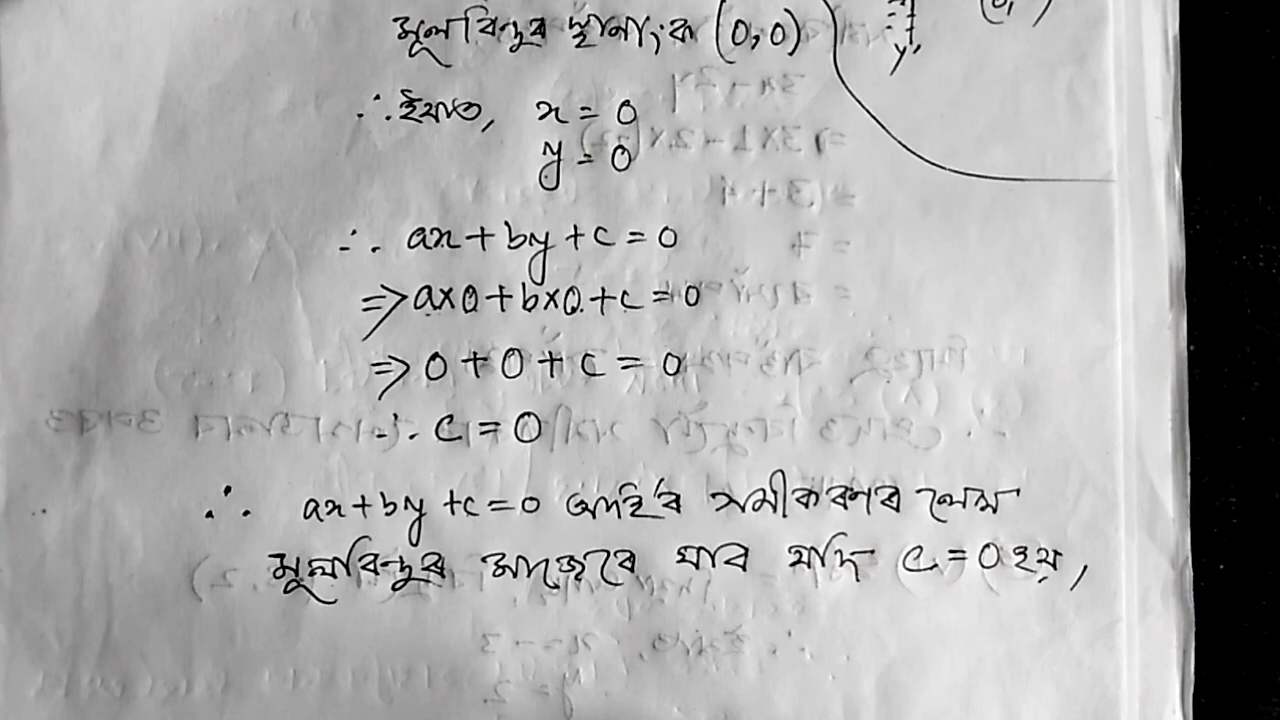 মূলবিন্দুৰ স্থানাংক (0,0)
y'
∴ ইয়াত, x = 0
y = 0
∴ ax + by + c = 0
⇒ a×0 + b×0 + c = 0
⇒ 0 + 0 + c = 0
∴ c = 0
∴ ax + by + c = 0 সমীকৰণৰ লেখ
মূলবিন্দুৰ মাজেৰে যাব যদি c = 0 হয়,